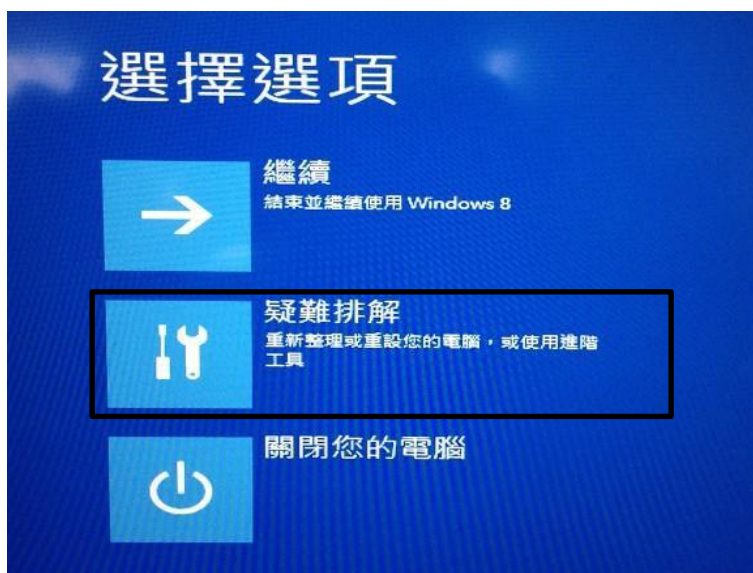 選擇選項
繼續
結束並繼續使用 Windows 8
疑難排解
重新整理或重設您的電腦，或使用進階
工具
關閉您的電腦